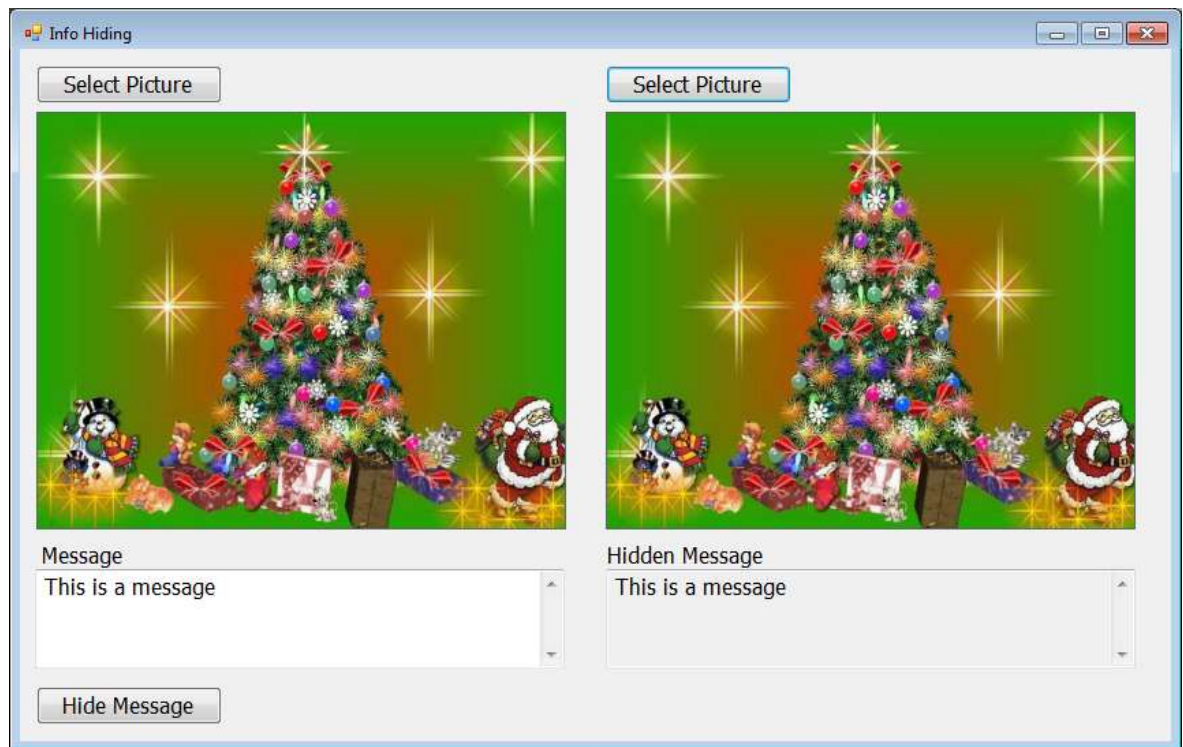 Info Hiding
Select Picture
Select Picture
Message
Hidden Message
This is a message
This is a message
Hide Message